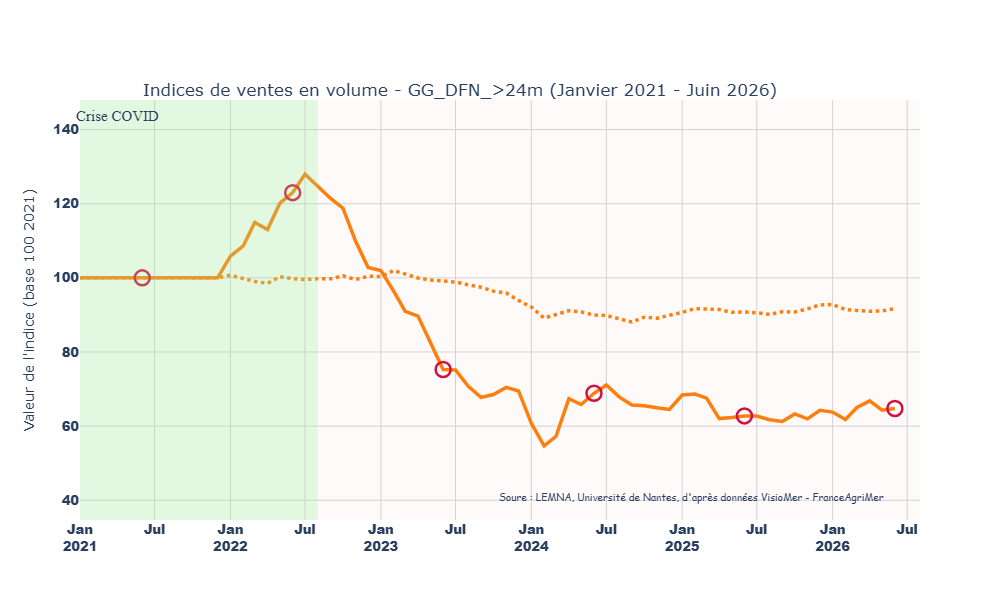 Indices de ventes en volume - GG_DFN_>24m (Janvier 2021 - Juin 2026)
Crise COVID
Valeur de l'indice (base 100 2021)
140
120
100
80
60
40
Soure : LEMNA, Université de Nantes, d'après données VisioMer - FranceAgriMer
Jan Jul Jan Jul Jan Jul Jan Jul Jan Jul Jan Jul
2021 2022 2023 2024 2025 2026